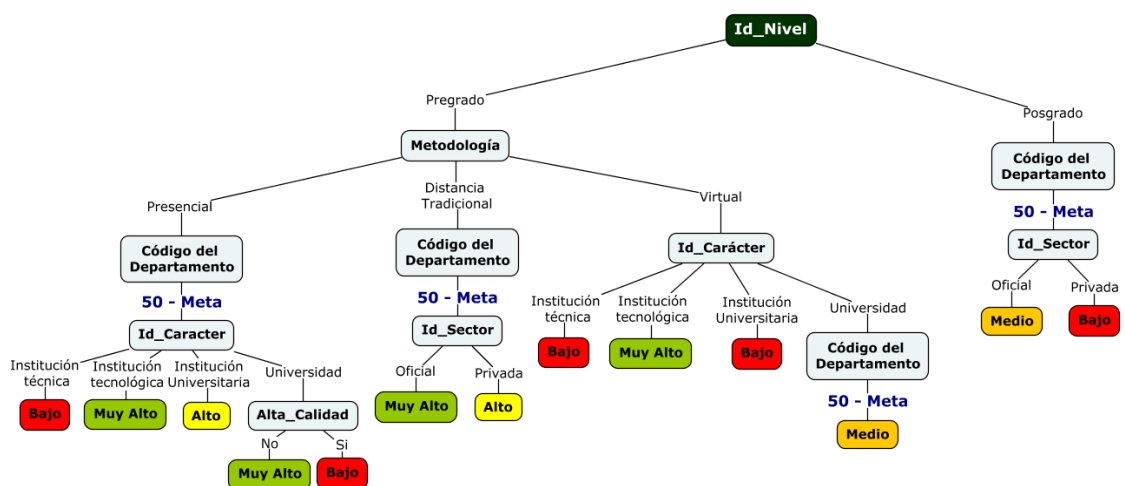 Id_Nivel
Pregrado
Posgrado
Metodología
Código del
Departamento
Presencial
Distancia
Tradicional
Virtual
50 - Meta
Código del
Departamento
Código del
Departamento
Id_Carácter
Id_Sector
50 - Meta
50 - Meta
Oficial
Privada
Institución
técnica
Institución
tecnológica
Institución
Universitaria
Universidad
Medio
Bajo
Id_Caracter
Id_Sector
Bajo
Muy Alto
Bajo
Código del
Departamento
Institución
técnica
Institución
tecnológica
Institución
Universitaria
Universidad
Oficial
Privada
50 - Meta
Bajo
Muy Alto
Alto
Alta_Calidad
Muy Alto
Alto
Medio
No
Si
Muy Alto
Bajo